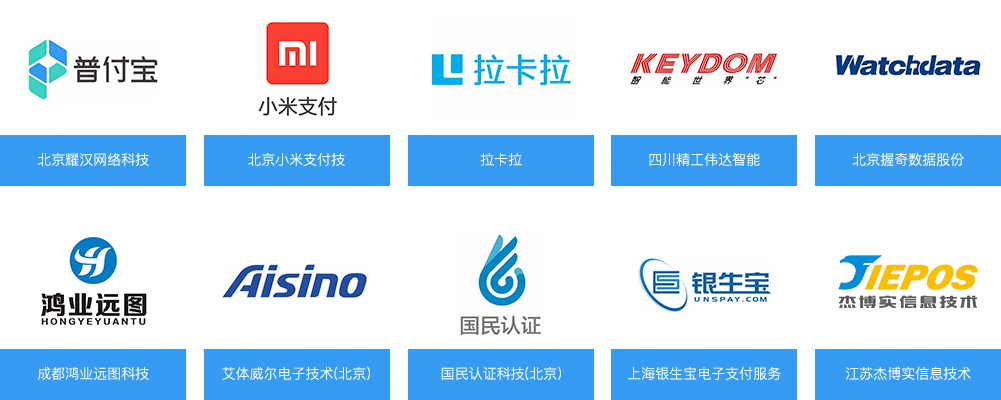 普付宝
小米支付
拉卡拉
KEYDOM
智能世界"芯"
Watchdata
北京耀汉网络科技
北京小米支付技
拉卡拉
四川精工伟达智能
北京握奇数据股份
鸿业远图
HONGYEYUANTU
Aisino
国民认证
银生宝
UNSPAY.COM
JIEPOS
杰博实信息技术
成都鸿业远图科技
艾体威尔电子技术(北京)
国民认证科技(北京)
上海银生宝电子支付服务
江苏杰博实信息技术